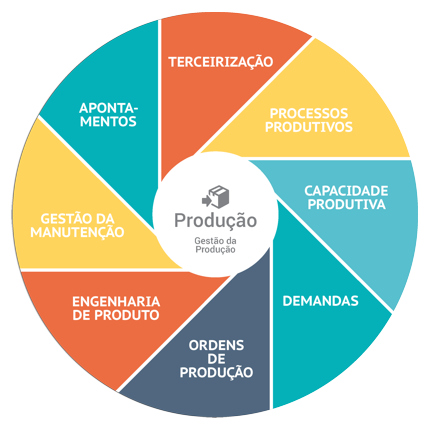 TERCEIRIZAÇÃO
PROCESSOS
PRODUTIVOS
CAPACIDADE
PRODUTIVA
DEMANDAS
ORDENS
DE
PRODUÇÃO
ENGENHARIA
DE PRODUTO
GESTÃO DA
MANUTENÇÃO
APONTA-
MENTOS
Produção
Gestão da
Produção